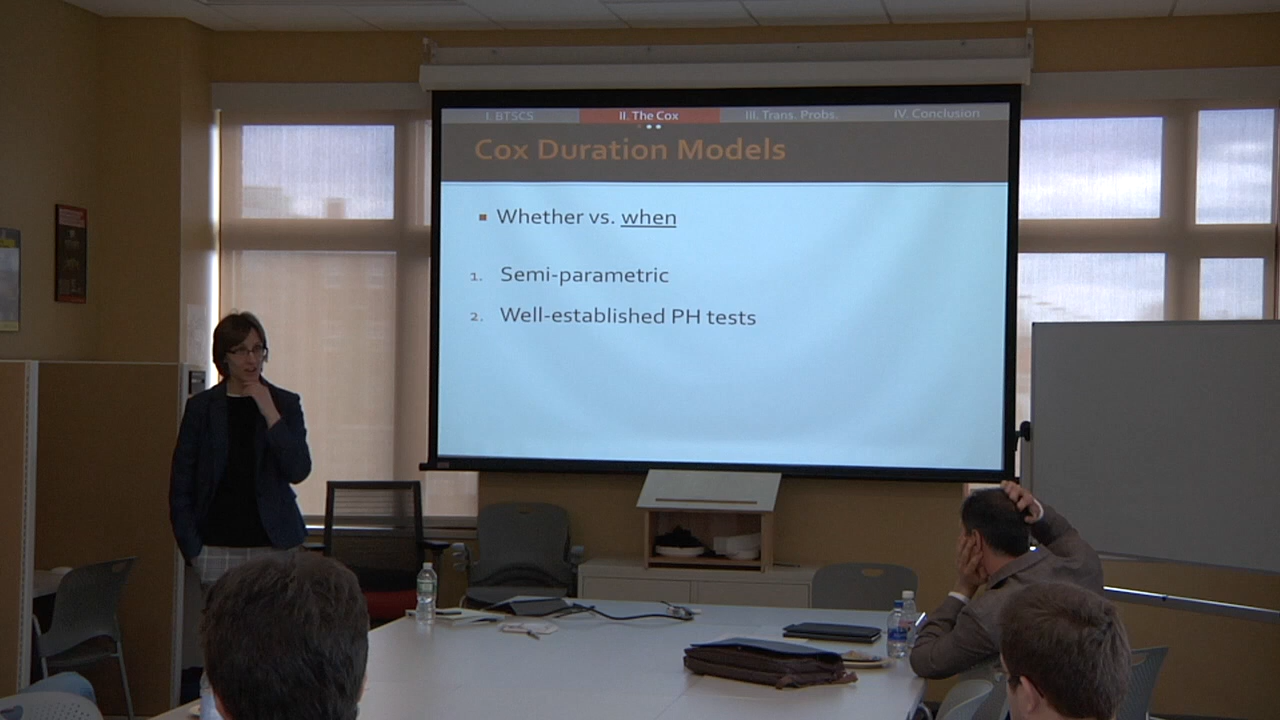 I. BTSCS II. The Cox III. Trans. Probs. IV. Conclusion
Cox Duration Models
▪ Whether vs. when
1. Semi-parametric
2. Well-established PH tests